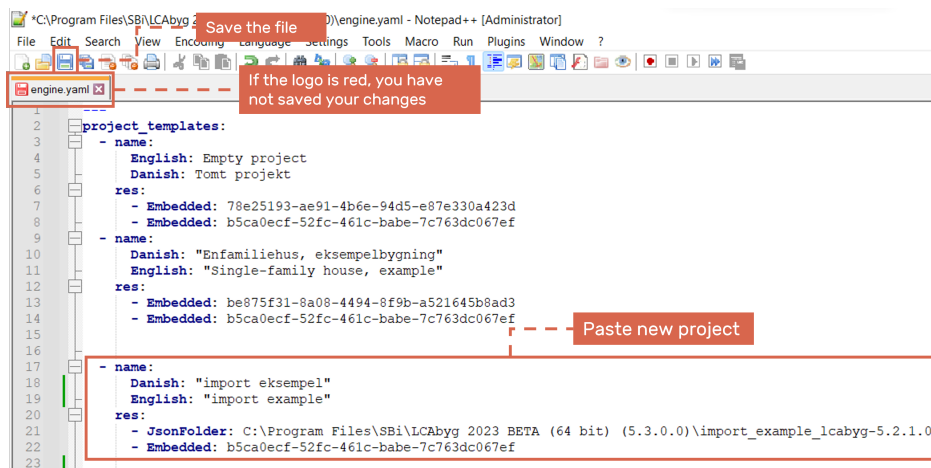 *C:\Program Files\SBi\LCAbyg 2 0)\engine.yaml - Notepad++ [Administrator]
Save the file
File Edit Search View Encoding Language Settings Tools Macro Run Plugins Window ?
If the logo is red, you have
not saved your changes
engine.yaml
1 ---
2 project_templates:
3 - name:
4 English: Empty project
5 Danish: Tomt projekt
6 res:
7 - Embedded: 78e25193-ae91-4b6e-94d5-e87e330a423d
8 - Embedded: b5ca0ecf-52fc-461c-babe-7c763dc067ef
9 - name:
10 Danish: "Enfamiliehus, eksempelbygning"
11 English: "Single-family house, example"
12 res:
13 - Embedded: be875f31-8a08-4494-8f9b-a521645b8ad3
14 - Embedded: b5ca0ecf-52fc-461c-babe-7c763dc067ef
15
Paste new project
16
17 - name:
18 Danish: "import eksempel"
19 English: "import example"
20 res:
21 - JsonFolder: C:\Program Files\SBi\LCAbyg 2023 BETA (64 bit) (5.3.0.0)\import_example_lcabyg-5.2.1.0
22 - Embedded: b5ca0ecf-52fc-461c-babe-7c763dc067ef
23